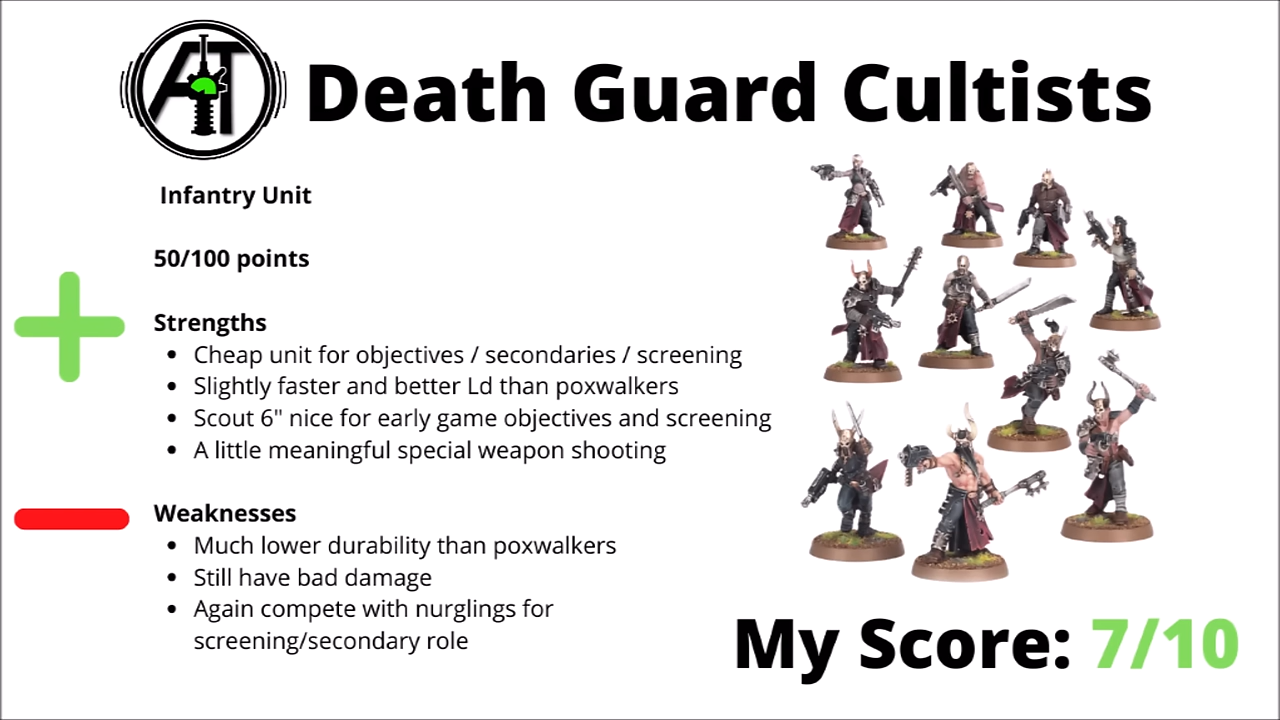 AT
Death Guard Cultists
Infantry Unit
50/100 points
Strengths
• Cheap unit for objectives / secondaries / screening
• Slightly faster and better Ld than poxwalkers
• Scout 6" nice for early game objectives and screening
• A little meaningful special weapon shooting
Weaknesses
• Much lower durability than poxwalkers
• Still have bad damage
• Again compete with nurglings for
screening/secondary role
My Score: 7/10